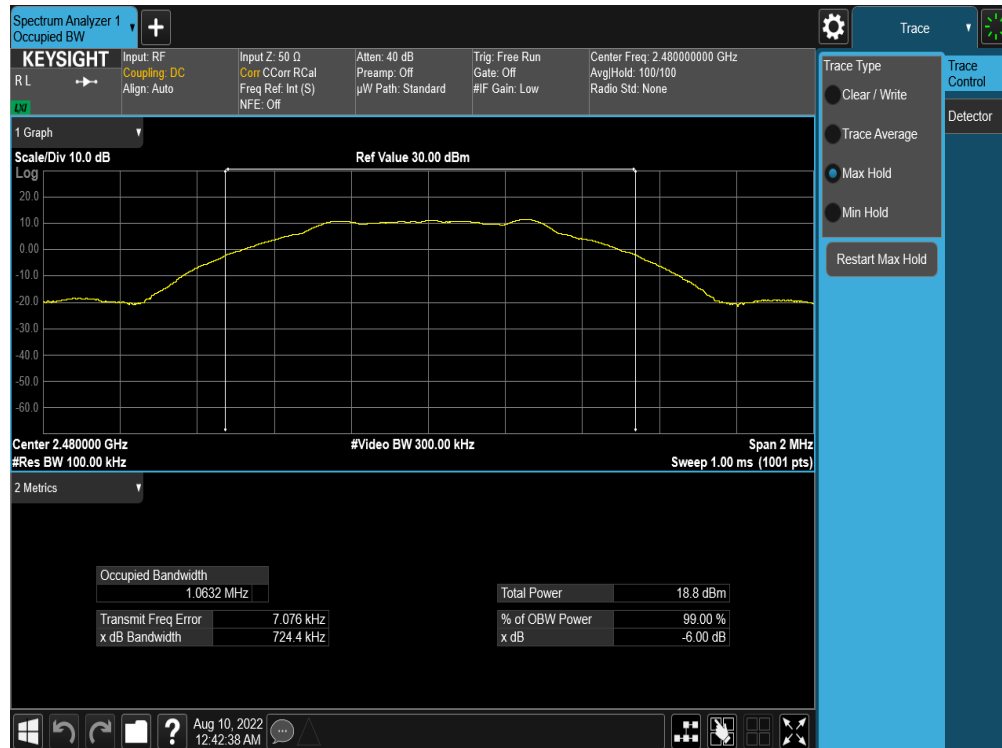 Spectrum Analyzer 1
Occupied BW
+
Trace
KEYSIGHT
R L
LXI
Input: RF
Coupling: DC
Align: Auto
Input Z: 50 Ω
Corr CCorr RCal
Freq Ref: Int (S)
NFE: Off
Atten: 40 dB
Preamp: Off
µW Path: Standard
Trig: Free Run
Gate: Off
#IF Gain: Low
Center Freq: 2.480000000 GHz
Avg|Hold: 100/100
Radio Std: None
Trace Type
Clear / Write
Trace Average
Max Hold
Min Hold
Restart Max Hold
Trace
Control
Detector
1 Graph
Scale/Div 10.0 dB
Ref Value 30.00 dBm
Log
20.0
10.0
0.00
-10.0
-20.0
-30.0
-40.0
-50.0
-60.0
Center 2.480000 GHz
#Video BW 300.00 kHz
Span 2 MHz
#Res BW 100.00 kHz
Sweep 1.00 ms (1001 pts)
2 Metrics
Occupied Bandwidth
1.0632 MHz
Total Power 18.8 dBm
Transmit Freq Error 7.076 kHz
% of OBW Power 99.00 %
x dB Bandwidth 724.4 kHz
x dB -6.00 dB
?
Aug 10, 2022
12:42:38 AM